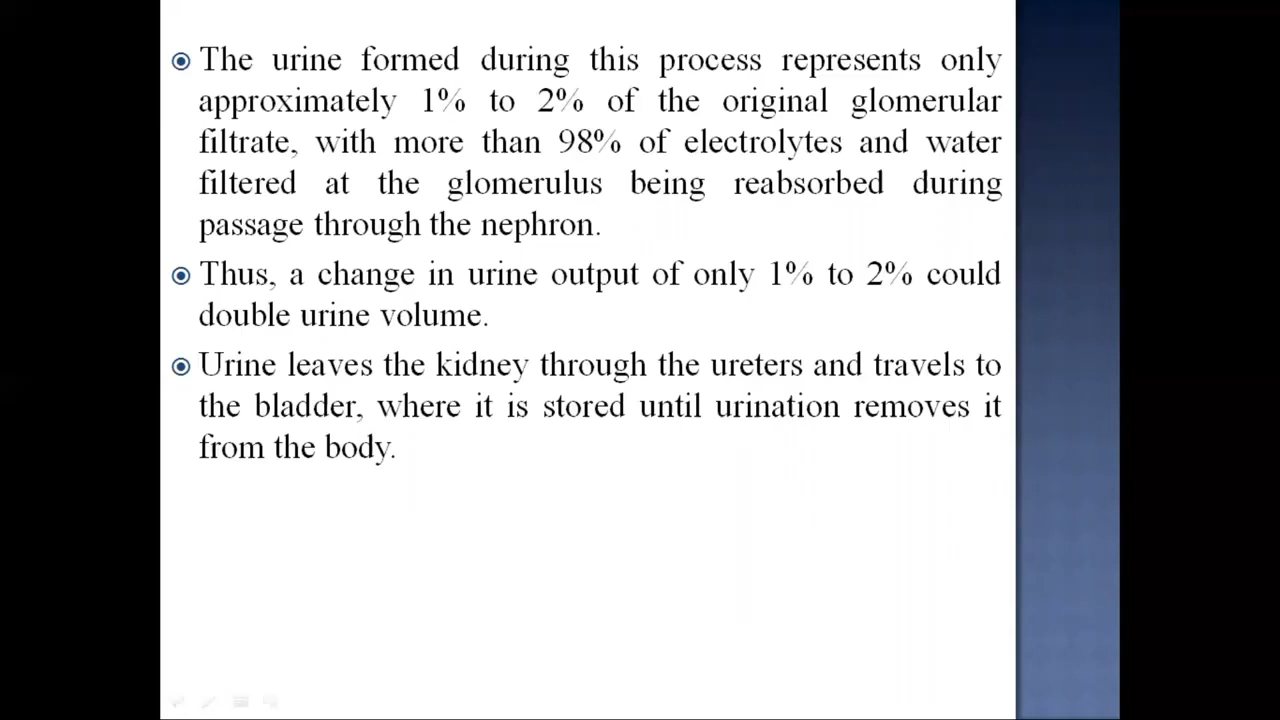 The urine formed during this process represents only
approximately 1% to 2% of the original glomerular
filtrate, with more than 98% of electrolytes and water
filtered at the glomerulus being reabsorbed during
passage through the nephron.
Thus, a change in urine output of only 1% to 2% could
double urine volume.
Urine leaves the kidney through the ureters and travels to
the bladder, where it is stored until urination removes it
from the body.